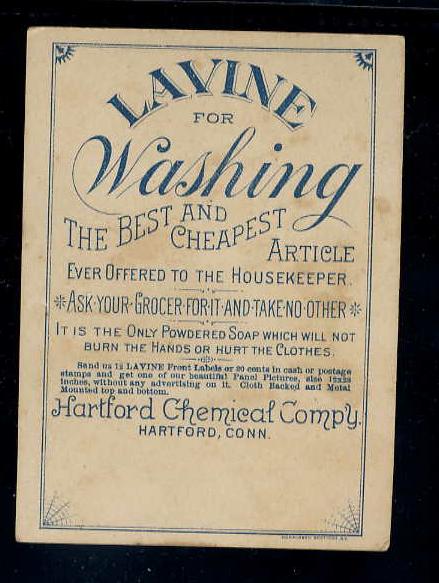 LAVINE
FOR
Washing
THE BEST AND
CHEAPEST
ARTICLE
EVER OFFERED TO THE HOUSEKEEPER.
ASK·YOUR·GROCER·FOR·IT·AND·TAKE·NO·OTHER
IT IS THE ONLY POWDERED SOAP WHICH WILL NOT
BURN THE HANDS OR HURT THE CLOTHES.
Send us 12 LAVINE Front Labels or 20 cents in cash or postage
stamps and get one of our beautiful Panel Pictures, size 12x28
inches, without any advertising on it. Cloth Backed and Metal
Mounted top and bottom.
Hartford Chemical Compy.
HARTFORD, CONN.